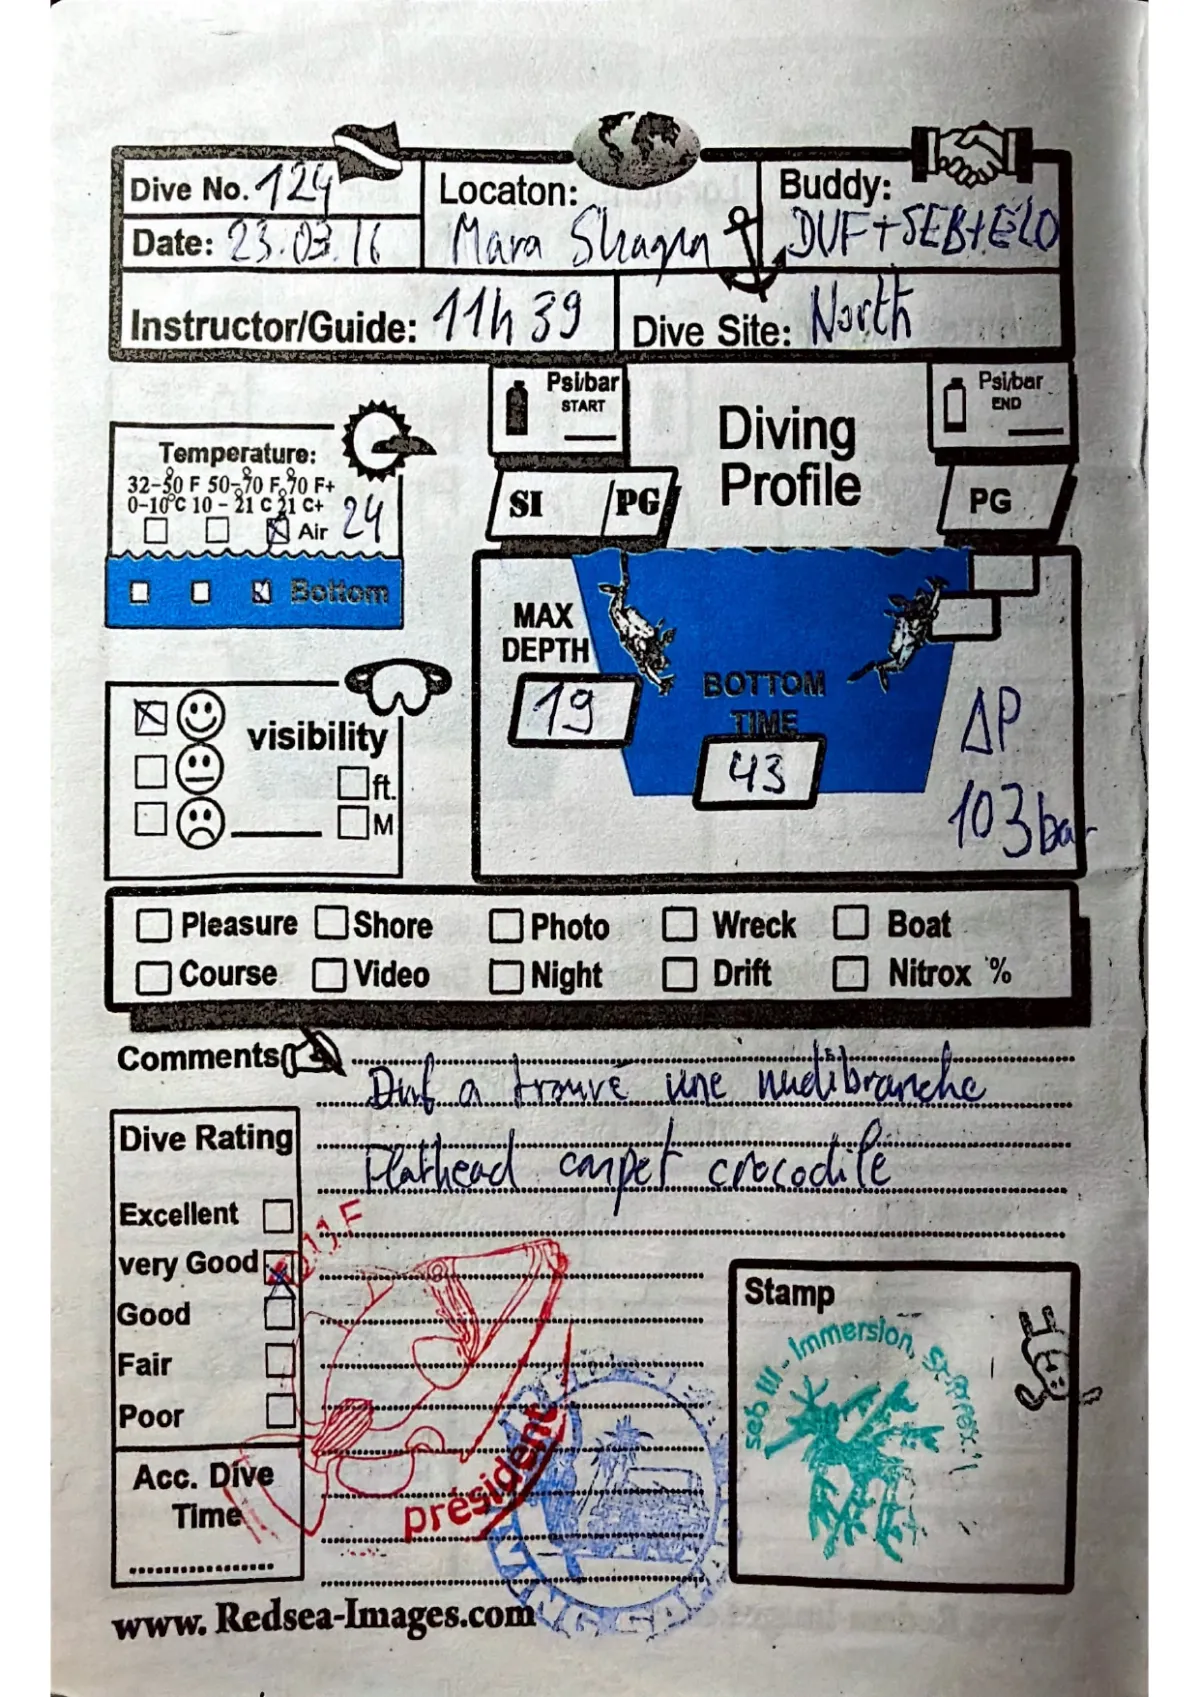 Dive No. 124
Locaton:
Buddy:
Date: 23.03.16
Mara Shagra
DUF+SEB+ELO
Instructor/Guide: 11h39
Dive Site: North
Psi/bar
START
Psi/bar
END
Diving
Profile
Temperature:
32-50 F 50-70 F 70 F+
0-10°C 10 - 21 C 21 C+
Air 24
SI PG
PG
Bottom
MAX
DEPTH
19
BOTTOM
TIME
43
ΔP
103bar
visibility
ft.
M
Pleasure Shore Photo Wreck Boat
Course Video Night Drift Nitrox %
Comments
Duf a trouvé une nudibranche
Flathead carpet crocodile
Dive Rating
Excellent
very Good
Good
Fair
Poor
Acc. Dive
Time
président
Stamp
seb III - Immersion,
www. Redsea-Images.com